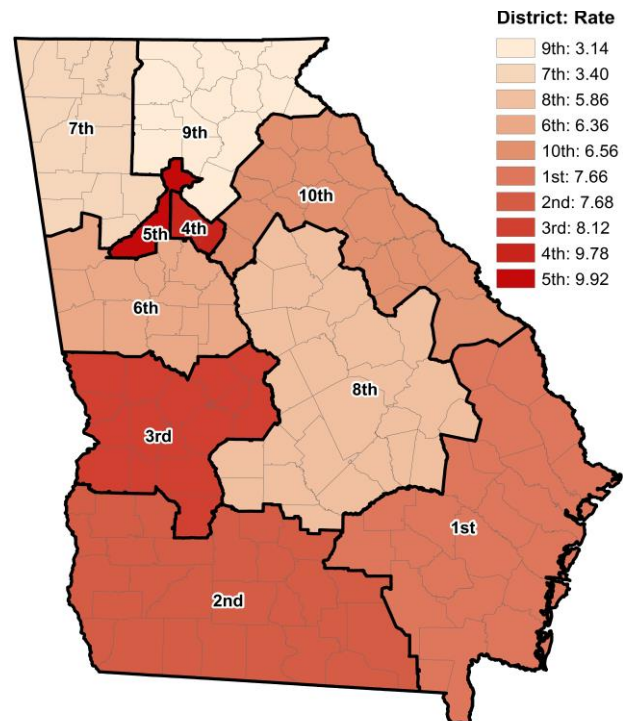 District: Rate
9th: 3.14
7th: 3.40
8th: 5.86
6th: 6.36
10th: 6.56
1st: 7.66
2nd: 7.68
3rd: 8.12
4th: 9.78
5th: 9.92
7th
9th
10th
4th
5th
6th
8th
3rd
1st
2nd